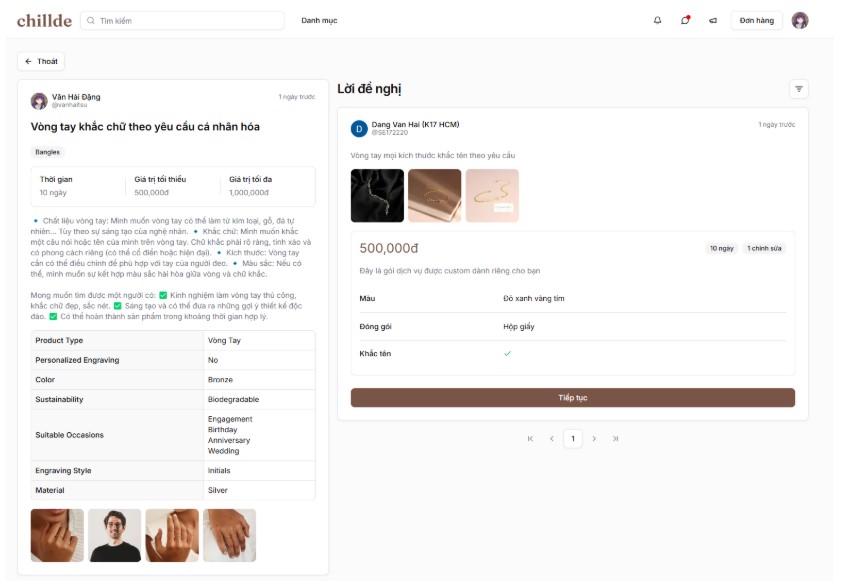 chillde
Tìm kiếm
Danh mục
Đơn hàng
Thoát
Văn Hải Đặng
@vanhaitsu
1 ngày trước
Vòng tay khắc chữ theo yêu cầu cá nhân hóa
Bangles
Thời gian
10 ngày
Giá trị tối thiểu
500,000đ
Giá trị tối đa
1,000,000đ
🔹 Chất liệu vòng tay: Mình muốn vòng tay có thể làm từ kim loại, gỗ, đá tự
nhiên... Tùy theo sự sáng tạo của nghệ nhân. 🔹 Khắc chữ: Mình muốn khắc
một câu nói hoặc tên của mình trên vòng tay. Chữ khắc phải rõ ràng, tinh xảo và
có phong cách riêng (có thể cổ điển hoặc hiện đại). 🔹 Kích thước: Vòng tay
cần có thể điều chỉnh để phù hợp với tay của người đeo. 🔹 Màu sắc: Nếu có
thể, mình muốn sự kết hợp màu sắc hài hòa giữa vòng và chữ khắc.
Mong muốn tìm được một người có: ✅ Kinh nghiệm làm vòng tay thủ công,
khắc chữ đẹp, sắc nét. ✅ Sáng tạo và có thể đưa ra những gợi ý thiết kế độc
đáo. ✅ Có thể hoàn thành sản phẩm trong khoảng thời gian hợp lý.
Product Type
Vòng Tay
Personalized Engraving
No
Color
Bronze
Sustainability
Biodegradable
Suitable Occasions
Engagement
Birthday
Anniversary
Wedding
Engraving Style
Initials
Material
Silver
Lời đề nghị
D
Dang Van Hai (K17 HCM)
@SE172220
1 ngày trước
Vòng tay mọi kích thước khắc tên theo yêu cầu
500,000đ
10 ngày
1 chỉnh sửa
Đây là gói dịch vụ được custom dành riêng cho bạn
Màu
Đỏ xanh vàng tím
Đóng gói
Hộp giấy
Khắc tên
Tiếp tục
1